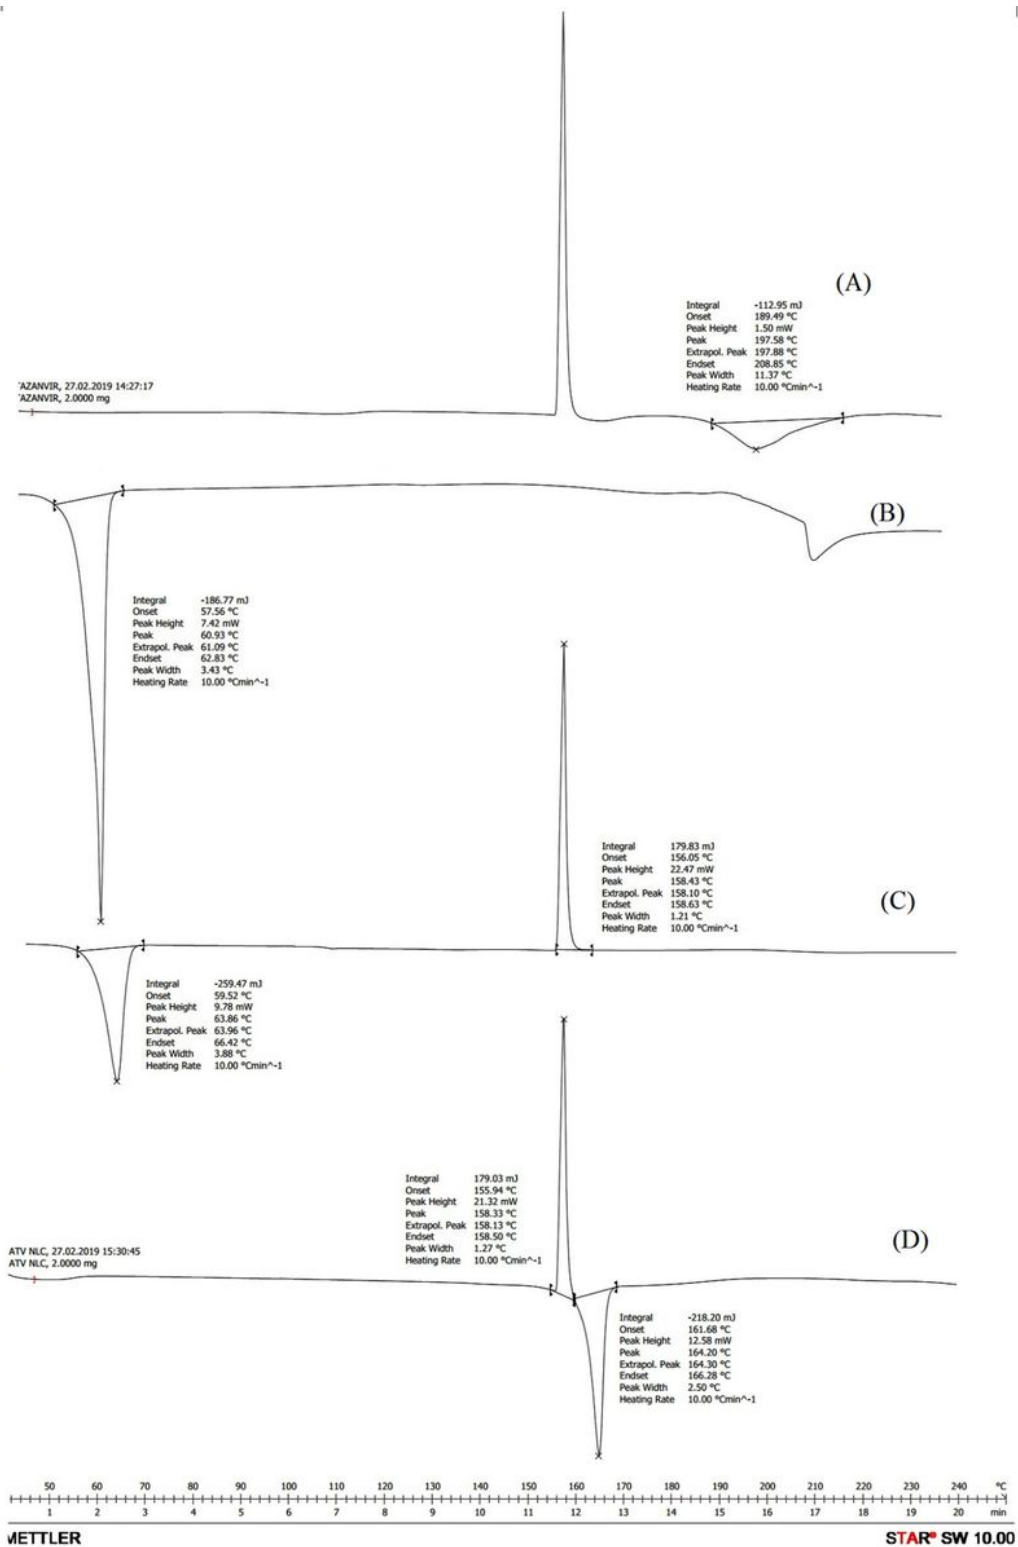 (A)
Integral -112.95 mJ
Onset 189.49 °C
Peak Height 1.50 mW
Peak 197.58 °C
Extrapol. Peak 197.88 °C
Endset 208.85 °C
Peak Width 11.37 °C
Heating Rate 10.00 °Cmin^-1
'AZANVIR, 27.02.2019 14:27:17
'AZANVIR, 2.0000 mg
(B)
Integral -186.77 mJ
Onset 57.56 °C
Peak Height 7.42 mW
Peak 60.93 °C
Extrapol. Peak 61.09 °C
Endset 62.83 °C
Peak Width 3.43 °C
Heating Rate 10.00 °Cmin^-1
Integral 179.83 mJ
Onset 156.05 °C
Peak Height 22.47 mW
Peak 158.43 °C
Extrapol. Peak 158.10 °C
Endset 158.63 °C
Peak Width 1.21 °C
Heating Rate 10.00 °Cmin^-1
(C)
Integral -259.47 mJ
Onset 59.52 °C
Peak Height 9.78 mW
Peak 63.86 °C
Extrapol. Peak 63.96 °C
Endset 66.42 °C
Peak Width 3.88 °C
Heating Rate 10.00 °Cmin^-1
Integral 179.03 mJ
Onset 155.94 °C
Peak Height 21.32 mW
Peak 158.33 °C
Extrapol. Peak 158.13 °C
Endset 158.50 °C
Peak Width 1.27 °C
Heating Rate 10.00 °Cmin^-1
(D)
ATV NLC, 27.02.2019 15:30:45
ATV NLC, 2.0000 mg
Integral -218.20 mJ
Onset 161.68 °C
Peak Height 12.58 mW
Peak 164.20 °C
Extrapol. Peak 164.30 °C
Endset 166.28 °C
Peak Width 2.50 °C
Heating Rate 10.00 °Cmin^-1
50 60 70 80 90 100 110 120 130 140 150 160 170 180 190 200 210 220 230 240 °C
1 2 3 4 5 6 7 8 9 10 11 12 13 14 15 16 17 18 19 20 min
METTLER STAR® SW 10.00